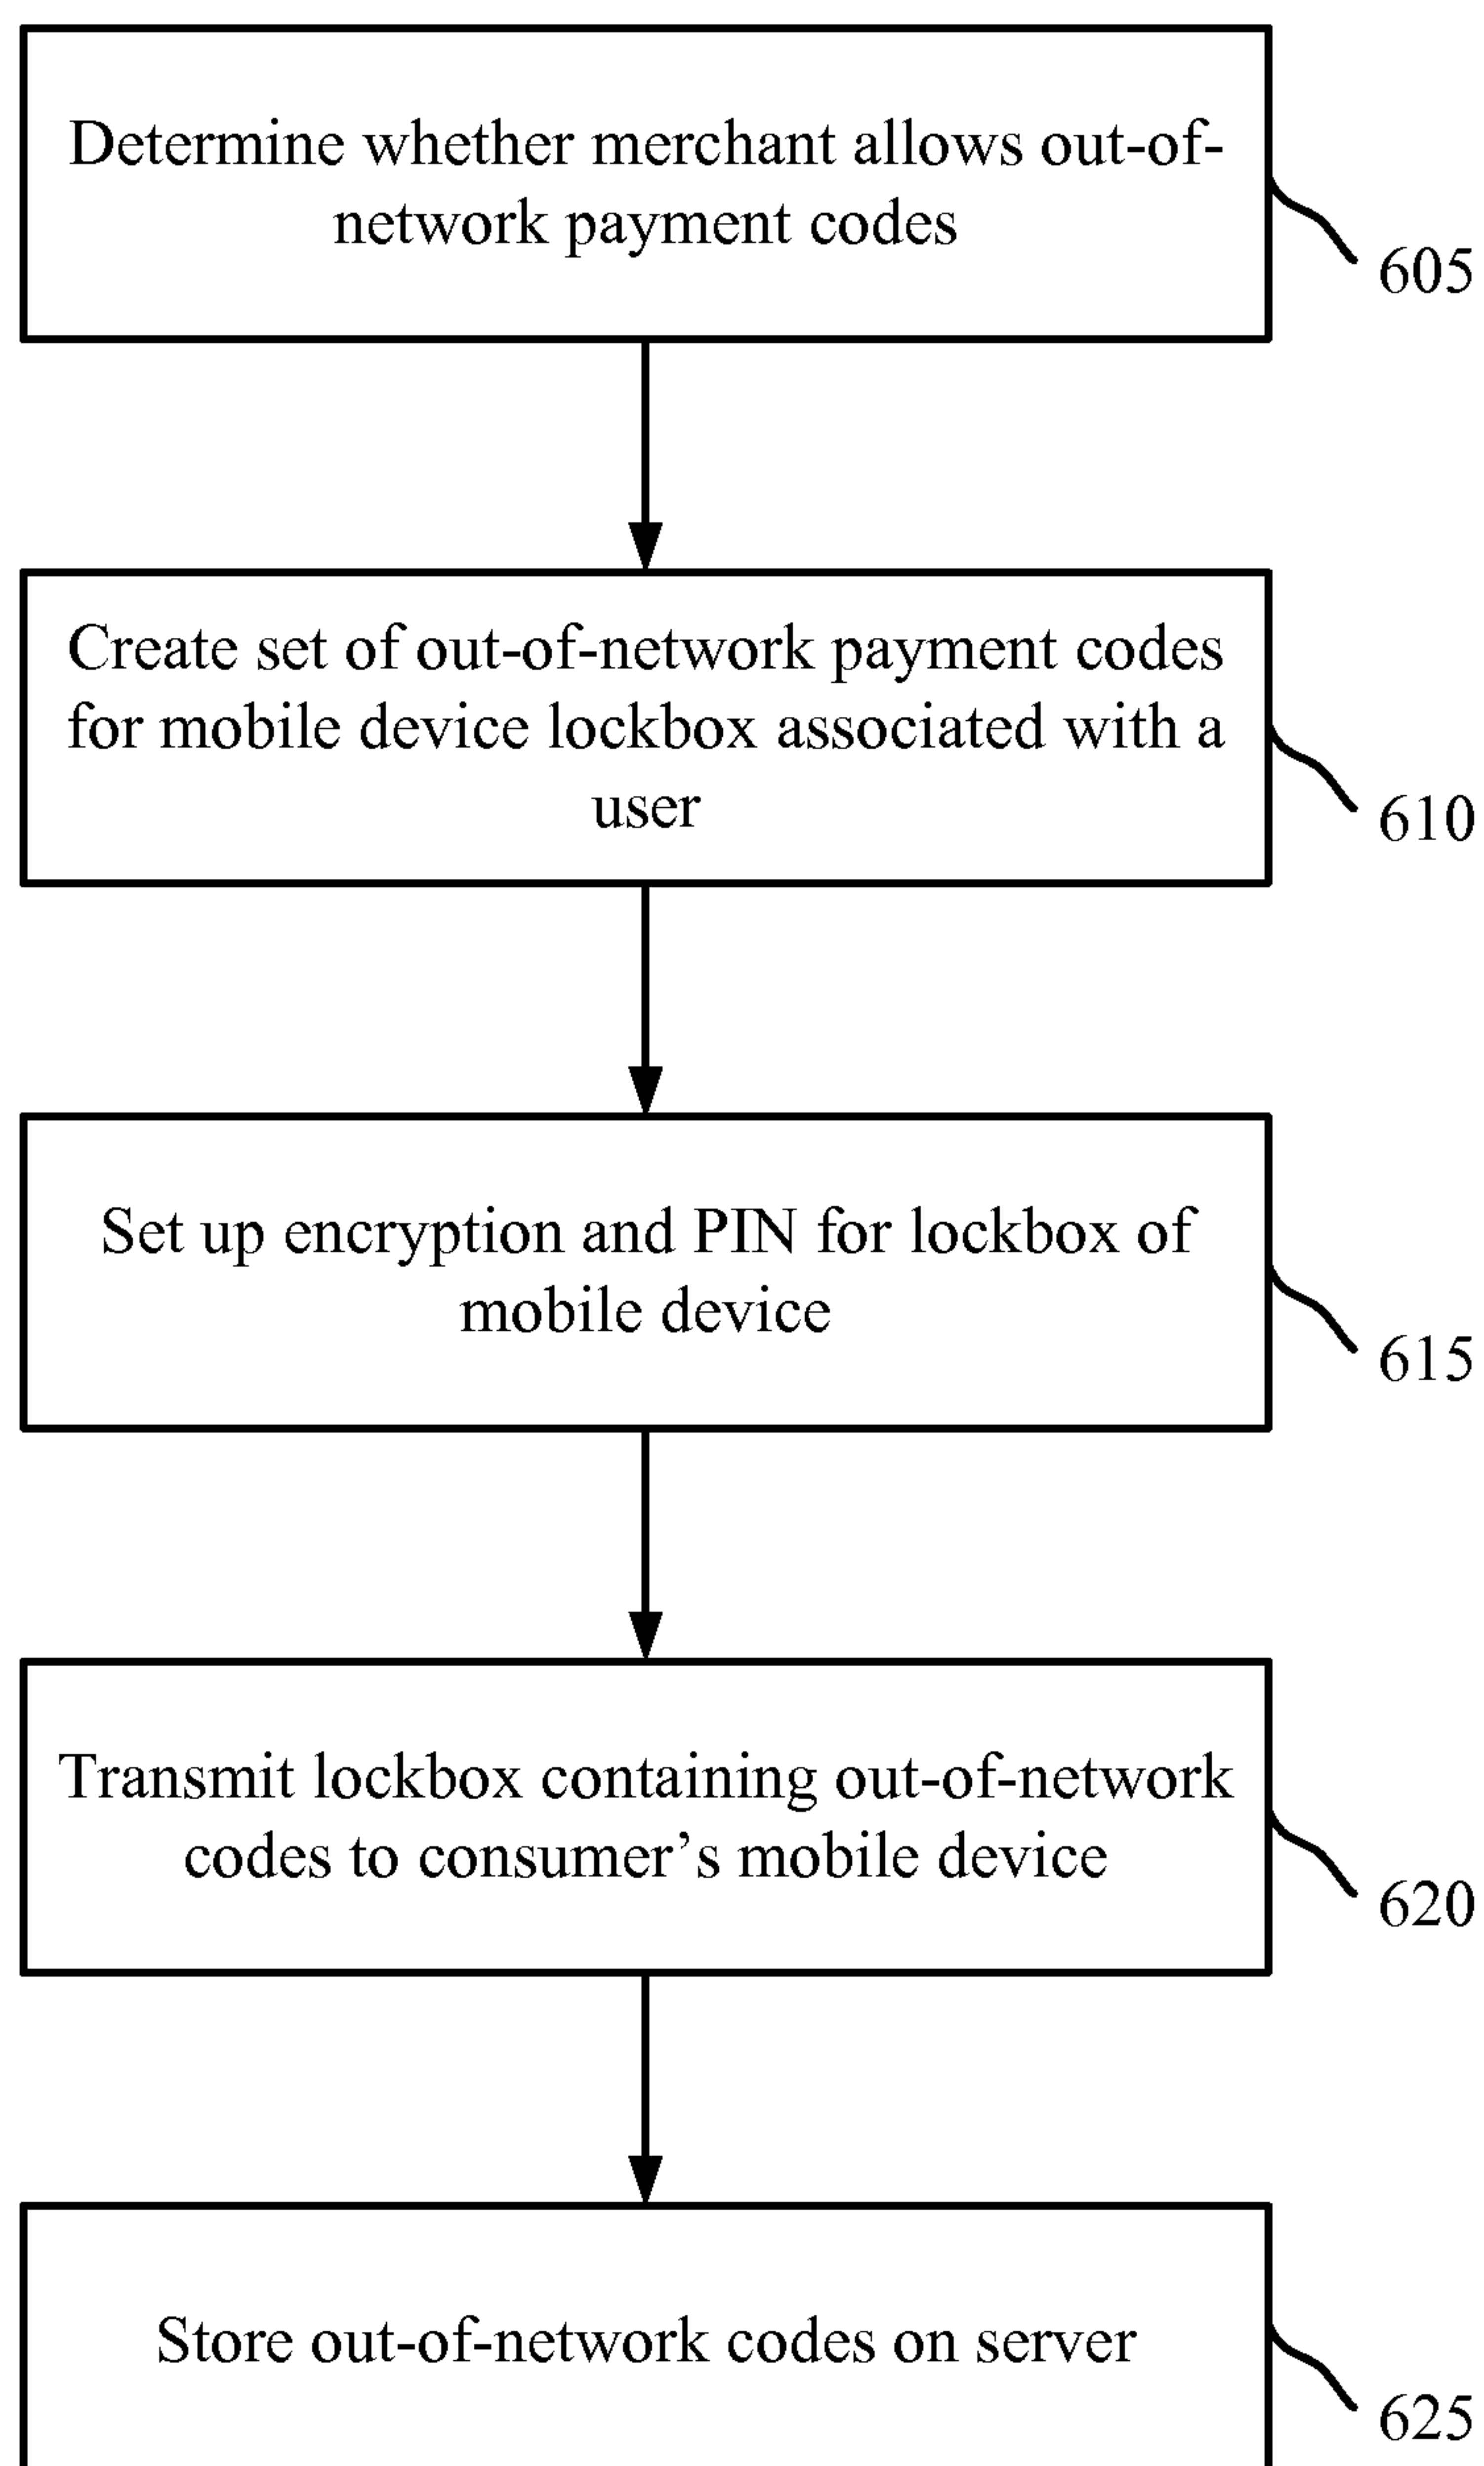 Determine whether merchant allows out-of-
network payment codes
605
Create set of out-of-network payment codes
for mobile device lockbox associated with a
user
610
Set up encryption and PIN for lockbox of
mobile device
615
Transmit lockbox containing out-of-network
codes to consumer’s mobile device
620
Store out-of-network codes on server
625